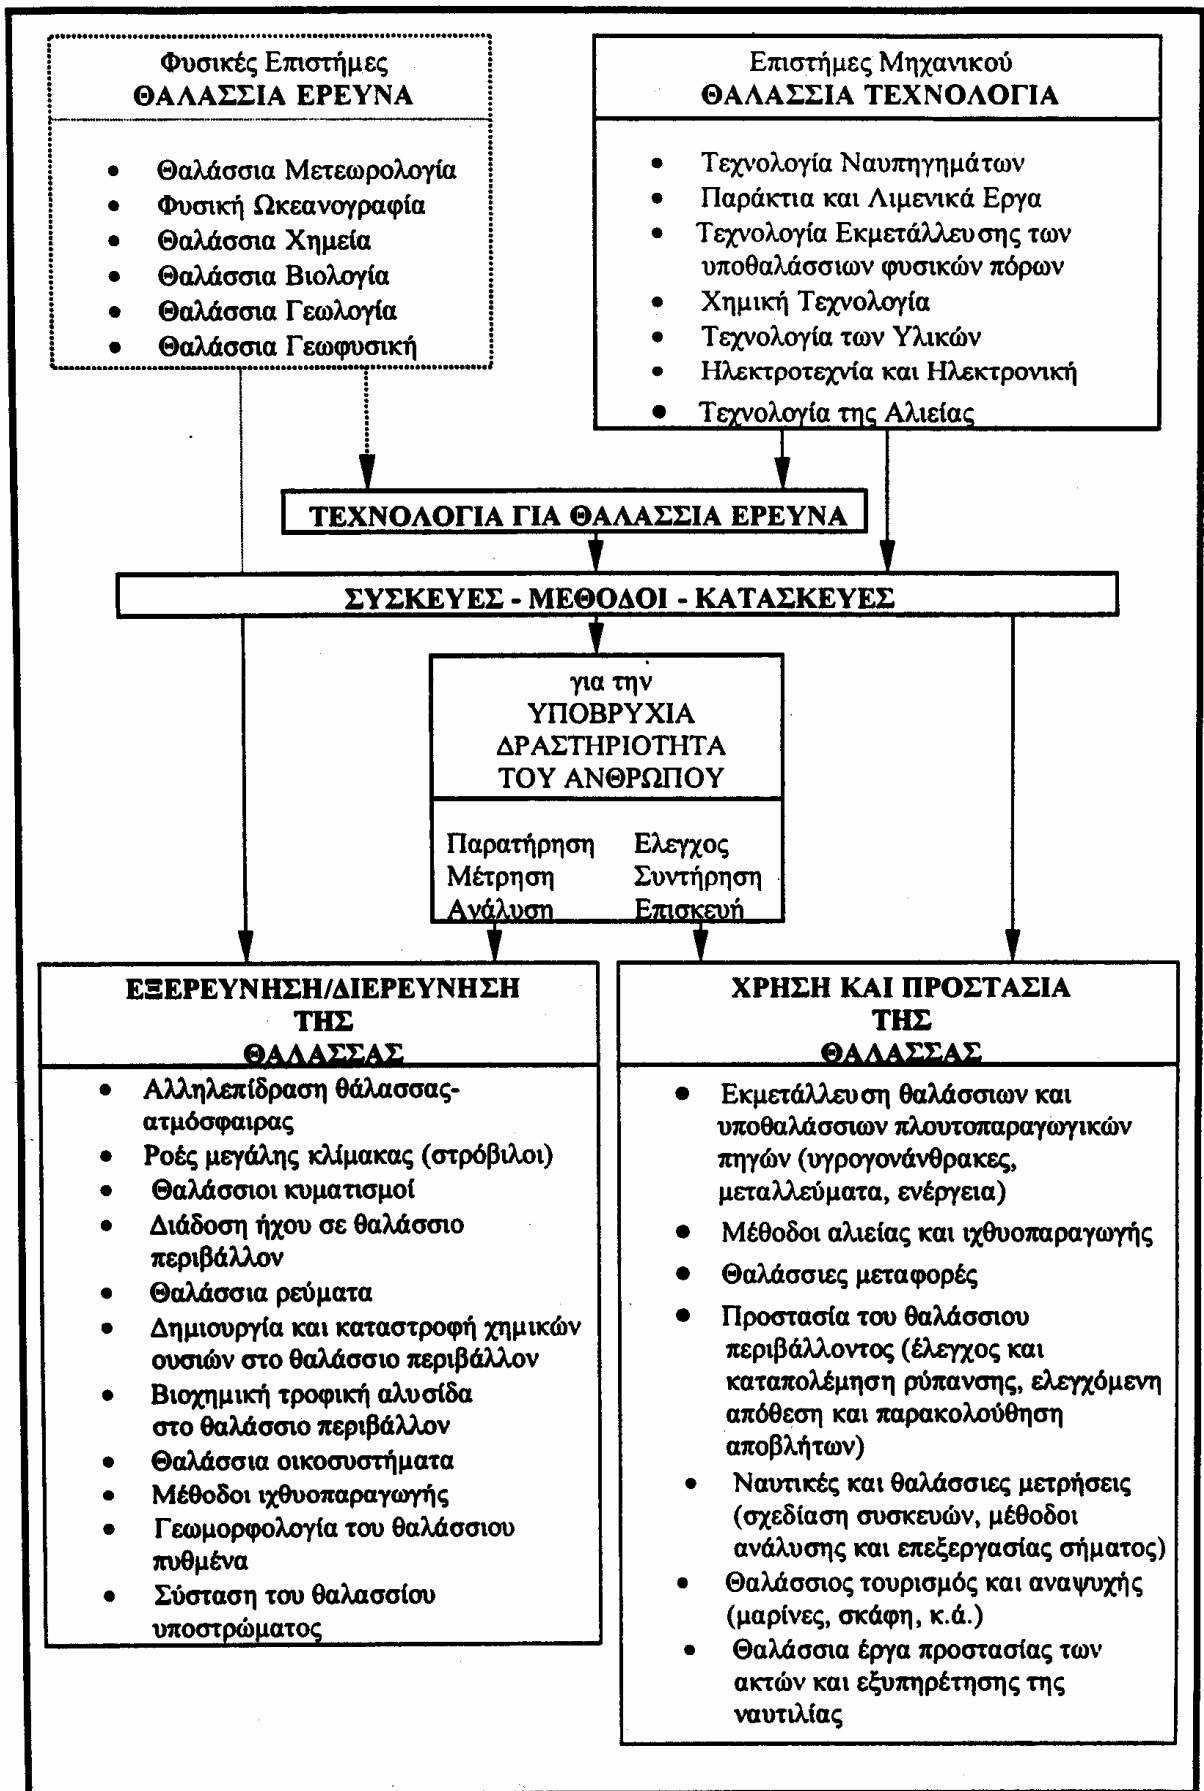 Φυσικές Επιστήμες
ΘΑΛΑΣΣΙΑ ΕΡΕΥΝΑ
• Θαλάσσια Μετεωρολογία
• Φυσική Ωκεανογραφία
• Θαλάσσια Χημεία
• Θαλάσσια Βιολογία
• Θαλάσσια Γεωλογία
• Θαλάσσια Γεωφυσική
Επιστήμες Μηχανικού
ΘΑΛΑΣΣΙΑ ΤΕΧΝΟΛΟΓΙΑ
• Τεχνολογία Ναυπηγημάτων
• Παράκτια και Λιμενικά Εργα
• Τεχνολογία Εκμετάλλευσης των
υποθαλάσσιων φυσικών πόρων
• Χημική Τεχνολογία
• Τεχνολογία των Υλικών
• Ηλεκτροτεχνία και Ηλεκτρονική
• Τεχνολογία της Αλιείας
ΤΕΧΝΟΛΟΓΙΑ ΓΙΑ ΘΑΛΑΣΣΙΑ ΕΡΕΥΝΑ
ΣΥΣΚΕΥΕΣ - ΜΕΘΟΔΟΙ - ΚΑΤΑΣΚΕΥΕΣ
για την
ΥΠΟΒΡΥΧΙΑ
ΔΡΑΣΤΗΡΙΟΤΗΤΑ
ΤΟΥ ΑΝΘΡΩΠΟΥ
Παρατήρηση Ελεγχος
Μέτρηση Συντήρηση
Ανάλυση Επισκευή
ΕΞΕΡΕΥΝΗΣΗ/ΔΙΕΡΕΥΝΗΣΗ
ΤΗΣ
ΘΑΛΑΣΣΑΣ
• Αλληλεπίδραση θάλασσας-
ατμόσφαιρας
• Ροές μεγάλης κλίμακας (στρόβιλοι)
• Θαλάσσιοι κυματισμοί
• Διάδοση ήχου σε θαλάσσιο
περιβάλλον
• Θαλάσσια ρεύματα
• Δημιουργία και καταστροφή χημικών
ουσιών στο θαλάσσιο περιβάλλον
• Βιοχημική τροφική αλυσίδα
στο θαλάσσιο περιβάλλον
• Θαλάσσια οικοσυστήματα
• Μέθοδοι ιχθυοπαραγωγής
• Γεωμορφολογία του θαλάσσιου
πυθμένα
• Σύσταση του θαλασσίου
υποστρώματος
ΧΡΗΣΗ ΚΑΙ ΠΡΟΣΤΑΣΙΑ
ΤΗΣ
ΘΑΛΑΣΣΑΣ
• Εκμετάλλευση θαλάσσιων και
υποθαλάσσιων πλουτοπαραγωγικών
πηγών (υγρογονάνθρακες,
μεταλλεύματα, ενέργεια)
• Μέθοδοι αλιείας και ιχθυοπαραγωγής
• Θαλάσσιες μεταφορές
• Προστασία του θαλάσσιου
περιβάλλοντος (έλεγχος και
καταπολέμηση ρύπανσης, ελεγχόμενη
απόθεση και παρακολούθηση
αποβλήτων)
• Ναυτικές και θαλάσσιες μετρήσεις
(σχεδίαση συσκευών, μέθοδοι
ανάλυσης και επεξεργασίας σήματος)
• Θαλάσσιος τουρισμός και αναψυχής
(μαρίνες, σκάφη, κ.ά.)
• Θαλάσσια έργα προστασίας των
ακτών και εξυπηρέτησης της
ναυτιλίας